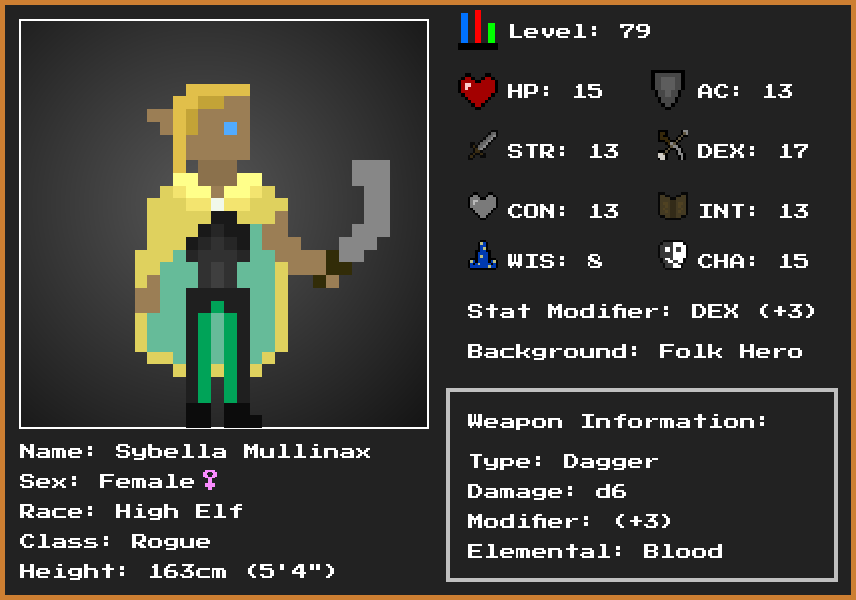 Level: 79
HP: 15 AC: 13
STR: 13 DEX: 17
CON: 13 INT: 13
WIS: 8 CHA: 15
Stat Modifier: DEX (+3)
Background: Folk Hero
Weapon Information:
Type: Dagger
Damage: d6
Modifier: (+3)
Elemental: Blood
Name: Sybella Mullinax
Sex: Female♀
Race: High Elf
Class: Rogue
Height: 163cm (5'4")